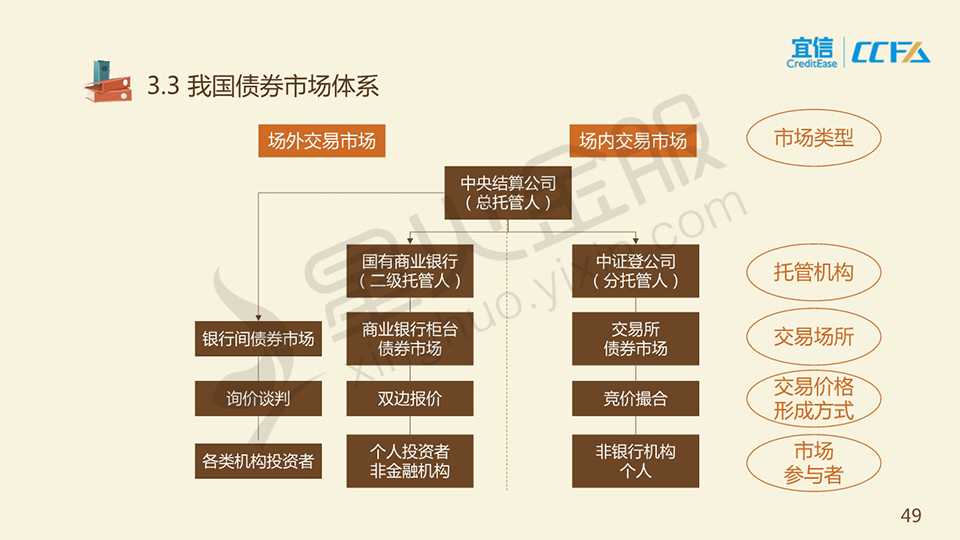 宜信
CreditEase
CCFA
3.3 我国债券市场体系
场外交易市场
场内交易市场
市场类型
中央结算公司
（总托管人）
国有商业银行
（二级托管人）
中证登公司
（分托管人）
托管机构
银行间债券市场
商业银行柜台
债券市场
交易所
债券市场
交易场所
询价谈判
双边报价
竞价撮合
交易价格
形成方式
各类机构投资者
个人投资者
非金融机构
非银行机构
个人
市场
参与者
星火金服
xinghuo.yixin.com
49